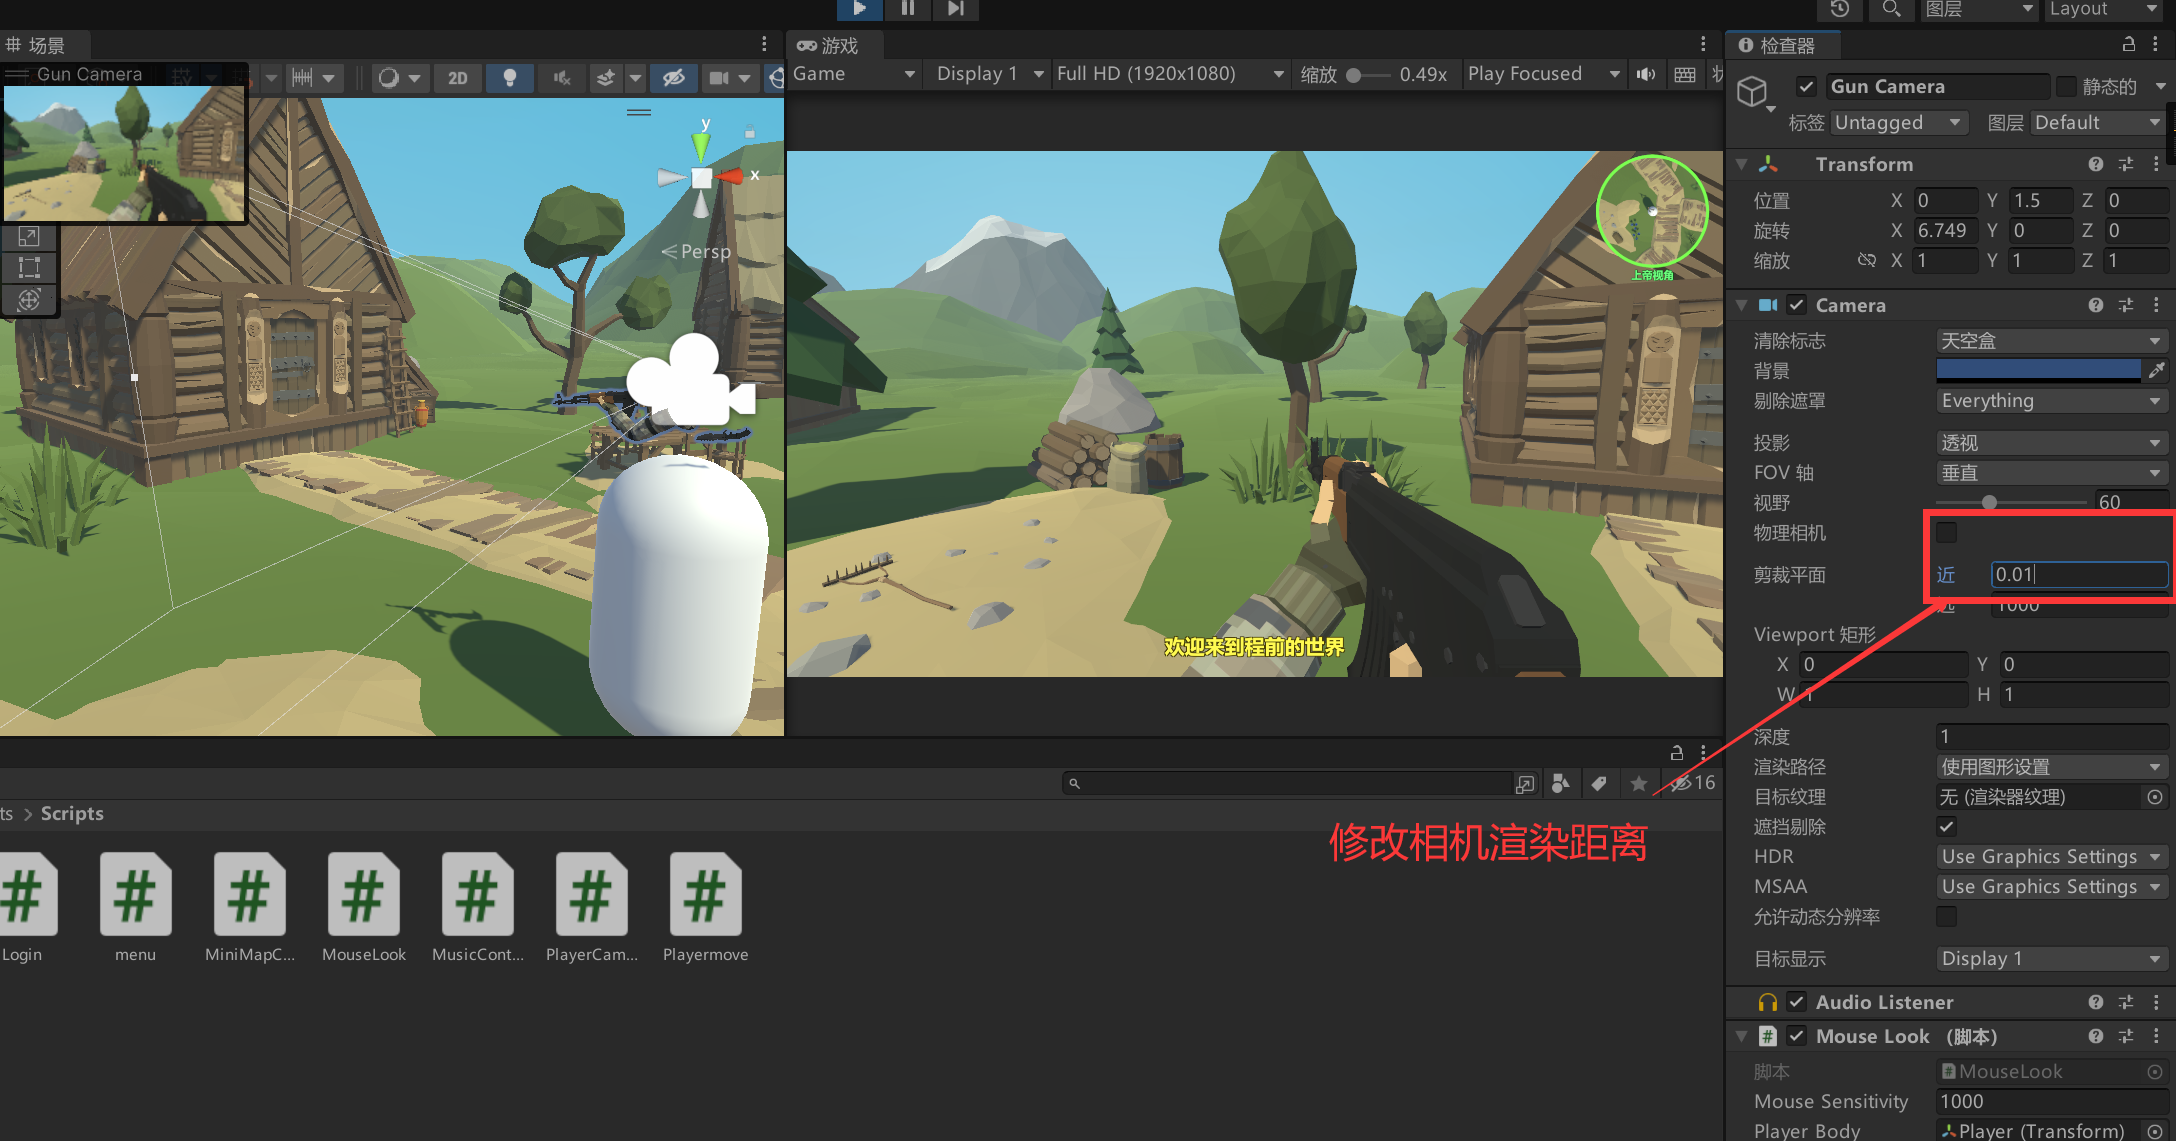 图层
Layout
场景
游戏
检查器
Gun Camera
2D
Game
Display 1
Full HD (1920x1080)
缩放
0.49x
Play Focused
Gun Camera
静态的
标签
Untagged
图层
Default
y
x
Persp
上帝视角
欢迎来到程前的世界
Transform
位置 X 0 Y 1.5 Z 0
旋转 X 6.749 Y 0 Z 0
缩放 X 1 Y 1 Z 1
Camera
清除标志 天空盒
背景
剔除遮罩 Everything
投影 透视
FOV 轴 垂直
视野 60
物理相机
剪裁平面 近 0.01
远 1000
Viewport 矩形
X 0 Y 0
W 1 H 1
深度 1
渲染路径 使用图形设置
目标纹理 无 (渲染器纹理)
遮挡剔除
HDR Use Graphics Settings
MSAA Use Graphics Settings
允许动态分辨率
目标显示 Display 1
Audio Listener
Mouse Look (脚本)
脚本 MouseLook
Mouse Sensitivity 1000
Player Body Player (Transform)
16
ts > Scripts
修改相机渲染距离
Login
menu
MiniMapC...
MouseLook
MusicCont...
PlayerCam...
Playermove